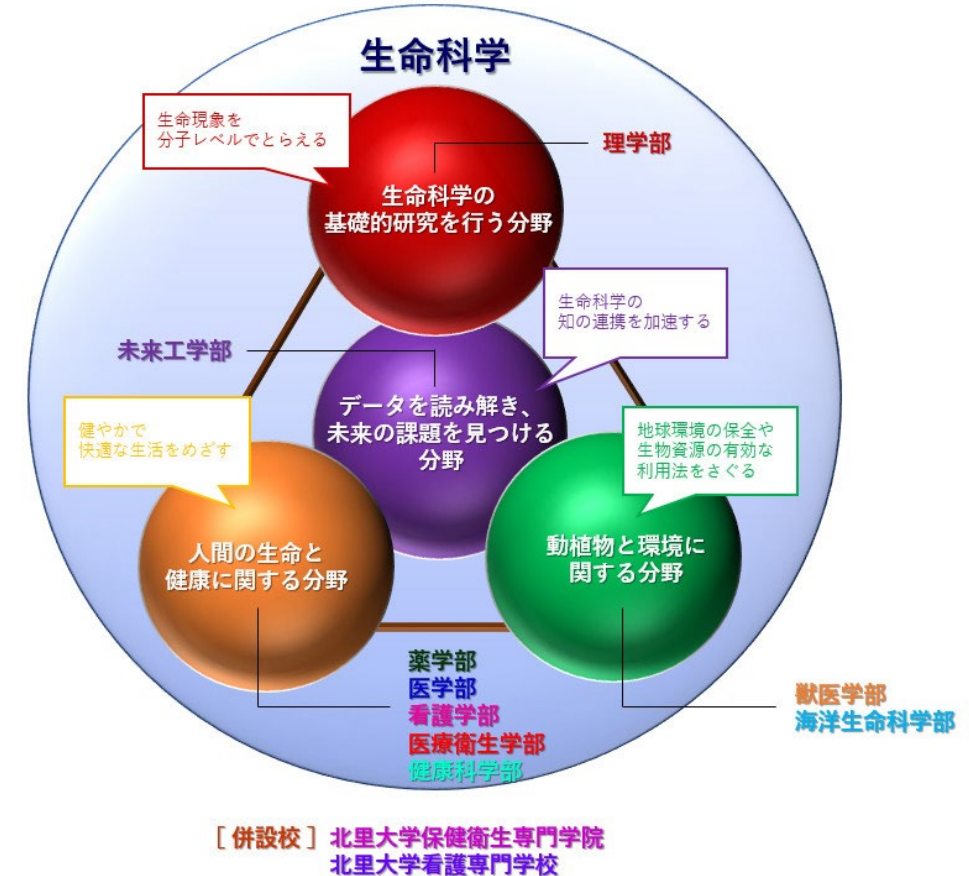 生命科学
生命現象を
分子レベルでとらえる
理学部
生命科学の
基礎的研究を行う分野
生命科学の
知の連携を加速する
未来工学部
データを読み解き、
未来の課題を見つける
分野
健やかで
快適な生活をめざす
地球環境の保全や
生物資源の有効な
利用法をさぐる
人間の生命と
健康に関する分野
動植物と環境に
関する分野
薬学部
医学部
看護学部
医療衛生学部
健康科学部
獣医学部
海洋生命科学部
［ 併設校 ］ 北里大学保健衛生専門学院
北里大学看護専門学校